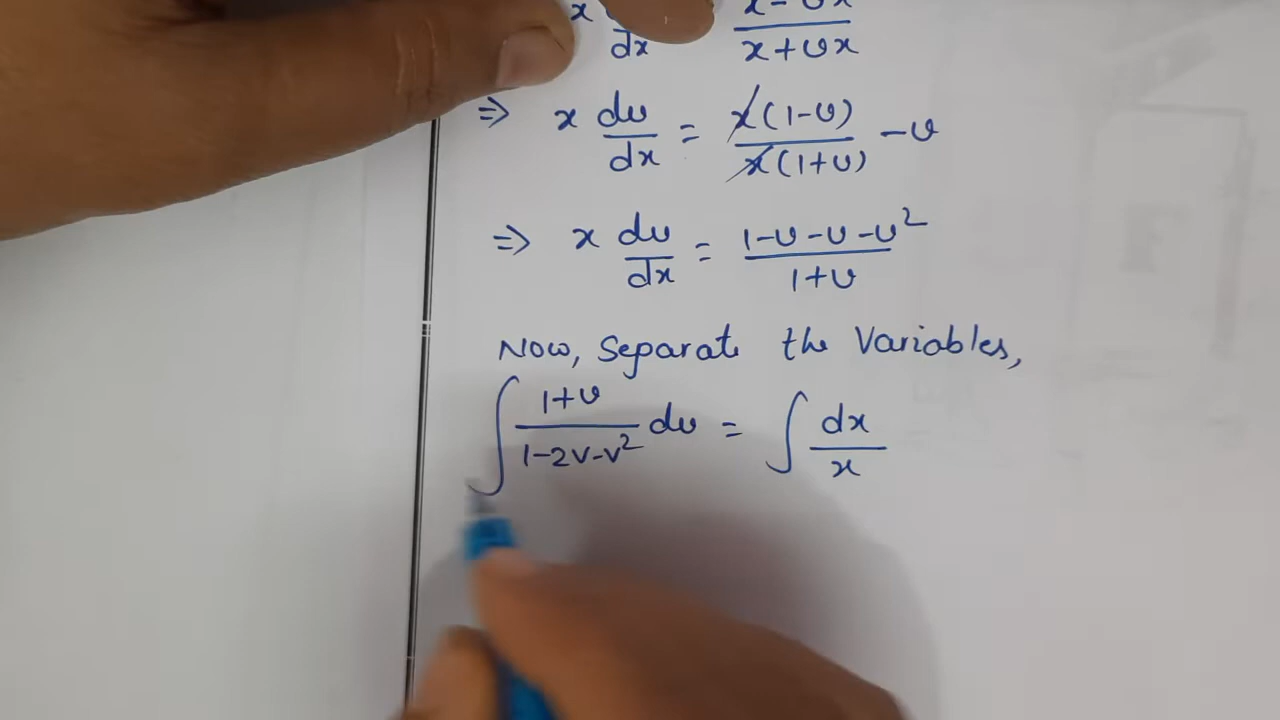 x /dx x-vx/x+vx
⇒ x dv/dx = x(1-v)/x(1+v) -v
⇒ x dv/dx = 1-v-v-v²/1+v
Now, Separate the Variables,
∫ 1+v/1-2v-v² dv = ∫ dx/x